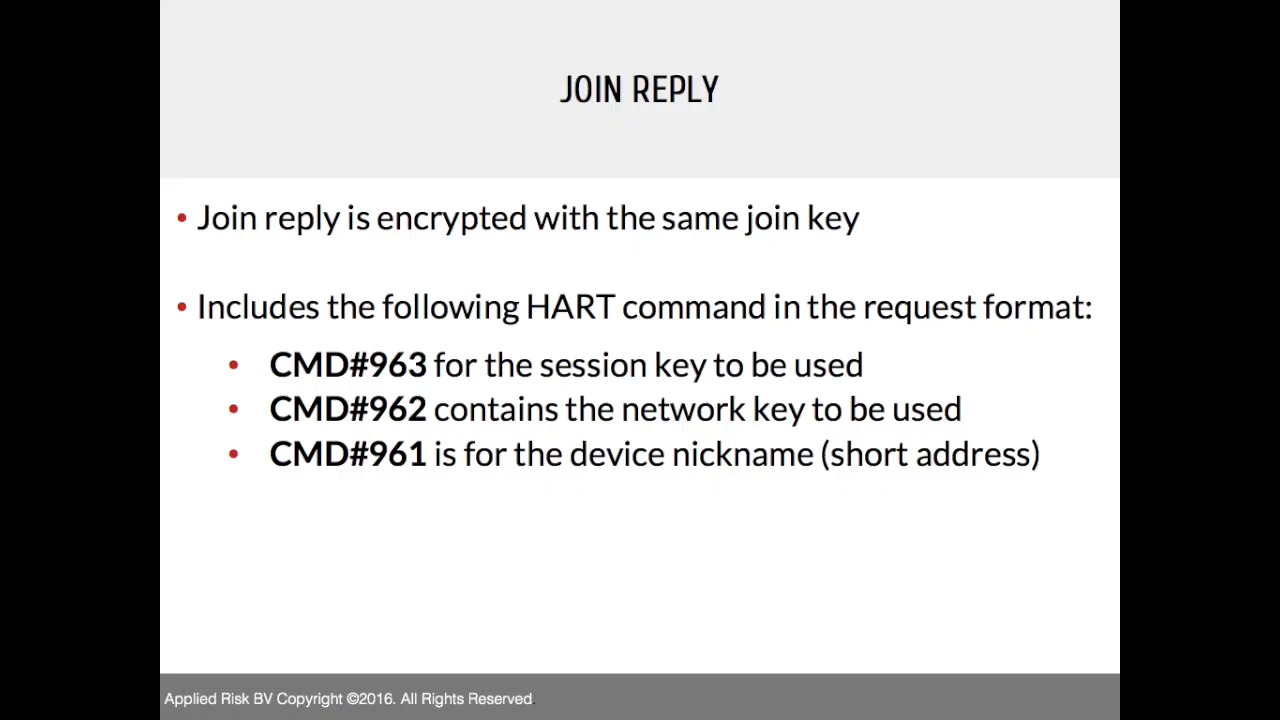 JOIN REPLY
• Join reply is encrypted with the same join key
• Includes the following HART command in the request format:
• CMD#963 for the session key to be used
• CMD#962 contains the network key to be used
• CMD#961 is for the device nickname (short address)
Applied Risk BV Copyright ©2016. All Rights Reserved.